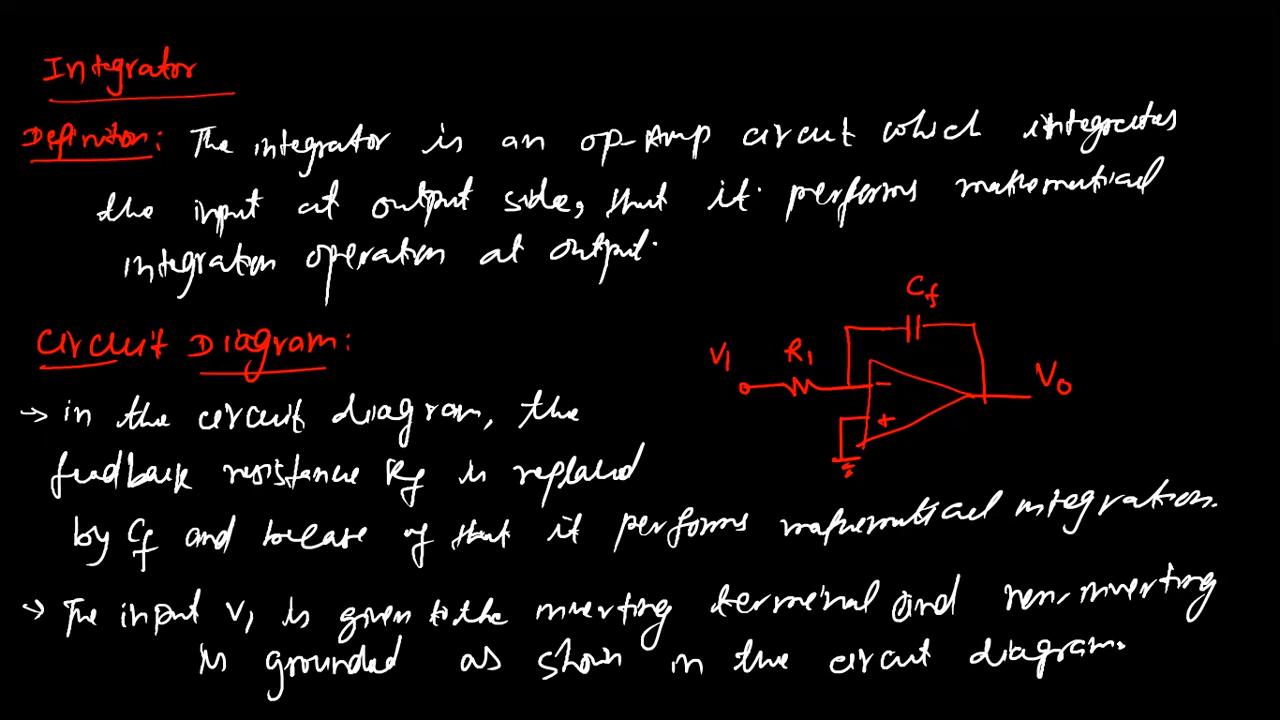 Integrator
Definition: The integrator is an op-Amp circuit which integrates
the input at output side, that it performs mathematical
integration operation at output.
Circuit Diagram:
Cf
V1 R1
- V0
+
→ in the circuit diagram, the
feedback resistance Rf is replaced
by Cf and becase of that it performs mathematical integration.
→ The input V1 is given to the inverting terminal and non-inverting
is grounded as shown in the circuit diagram.